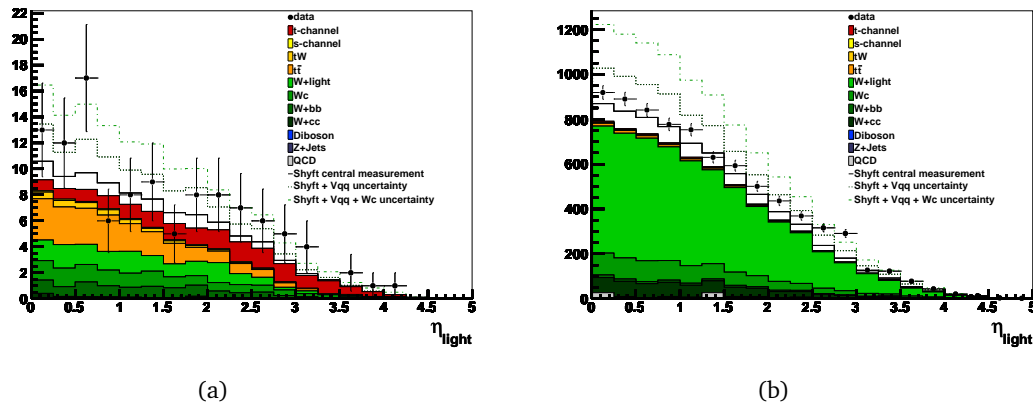 22
20
18
16
14
12
10
8
6
4
2
0
0 0.5 1 1.5 2 2.5 3 3.5 4 4.5 5
η light
data
t-channel
s-channel
tW
tt̄
W+light
Wc
W+bb
W+cc
Diboson
Z+Jets
QCD
Shyft central measurement
Shyft + Vqq uncertainty
Shyft + Vqq + Wc uncertainty
(a)
1200
1000
800
600
400
200
0
0 0.5 1 1.5 2 2.5 3 3.5 4 4.5 5
η light
data
t-channel
s-channel
tW
tt̄
W+light
Wc
W+bb
W+cc
Diboson
Z+Jets
QCD
Shyft central measurement
Shyft + Vqq uncertainty
Shyft + Vqq + Wc uncertainty
(b)